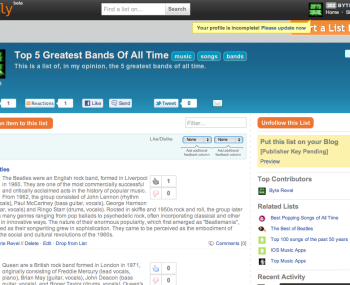 ly beta
Find a list on...
Search
Your profile is incomplete! Please update now
Start a List
Top 5 Greatest Bands Of All Time music songs bands
This is a list of, in my opinion, the 5 greatest bands of all time.
1 Reactions 1 Like Send Tweet 0
an item to this list
Filter...
Unfollow this List
Like/Dislike None None
Add additional feedback column Add additional feedback column
Put this list on your Blog
[Publisher Key Pending]
Preview
Top Contributors
Byte Revel
Related Lists
Best Popping Songs of All Time
The Best of Beatles
Top 100 songs of the past 50 years
iOS Music Apps
Top Music Apps
Recent Activity
tles
The Beatles were an English rock band, formed in Liverpool
in 1960. They are one of the most commercially successful
and critically acclaimed acts in the history of popular music.
From 1962, the group consisted of John Lennon (rhythm
vocals), Paul McCartney (bass guitar, vocals), George Harrison
ar, vocals) and Ringo Starr (drums, vocals). Rooted in skiffle and 1950s rock and roll, the group later
many genres ranging from pop ballads to psychedelic rock, often incorporating classical and other
in innovative ways. The nature of their enormous popularity, which first emerged as "Beatlemania",
ed as their songwriting grew in sophistication. They came to be perceived as the embodiment of
the social and cultural revolutions of the 1960s.
1
0
yte Revel // Delete · Edit · Drop from List
Comments [0]
Queen are a British rock band formed in London in 1971,
originally consisting of Freddie Mercury (lead vocals,
piano), Brian May (guitar, vocals), John Deacon (bass
guitar, vocals), and Roger Taylor (drums, vocals). Queen's
1
0